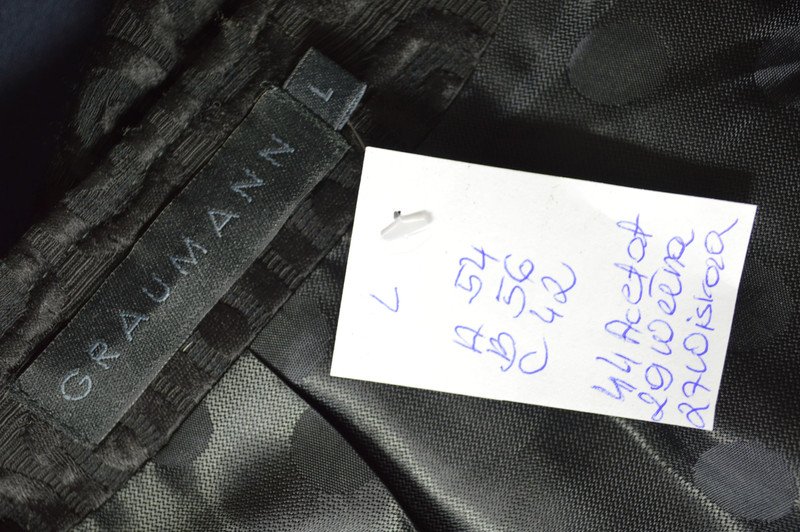 GRAUMANN
L
L
A 54
B 56
C 42
44 Acetat
29 Wełna
27 Wiskoza